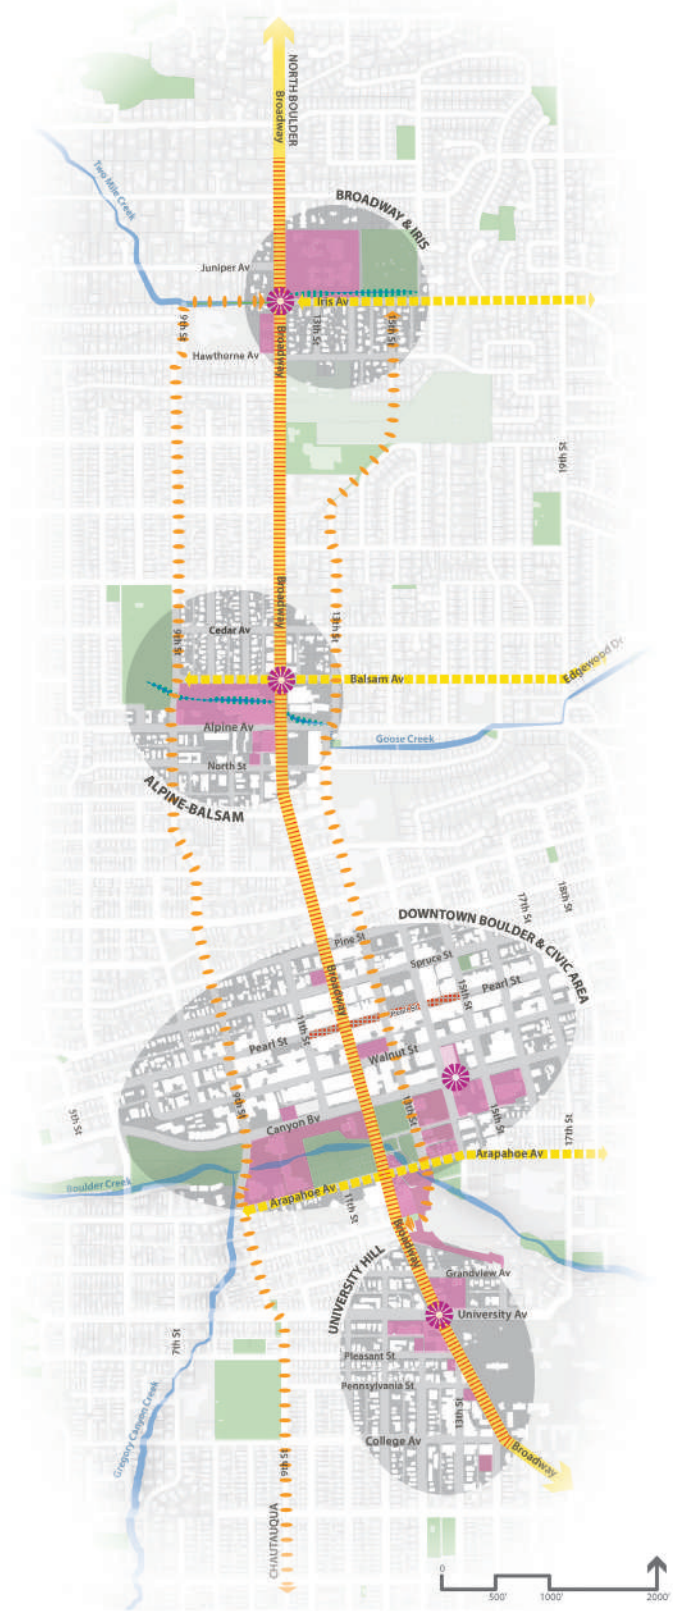 NORTH BOULDER
Broadway
Two Mile Creek
BROADWAY & IRIS
Juniper Av
Iris Av
9th St
13th St
15th St
Broadway
Hawthorne Av
19th St
Broadway
Cedar Av
9th St
13th St
Edgewood Dr
Balsam Av
Alpine Av
Goose Creek
North St
ALPINE-BALSAM
18th St
17th St
DOWNTOWN BOULDER & CIVIC AREA
Pine St
Spruce St
Broadway
15th St
Pearl St
11th St
Pearl St
Walnut St
9th St
13th St
15th St
5th St
Canyon Bv
17th St
Arapahoe Av
Boulder Creek
Arapahoe Av
11th St
Broadway
UNIVERSITY HILL
Grandview Av
University Av
7th St
Pleasant St
Pennsylvania St
13th St
Gregory Canyon Creek
College Av
9th St
Broadway
CHAUTAUQUA
0
500'
1000'
2000'